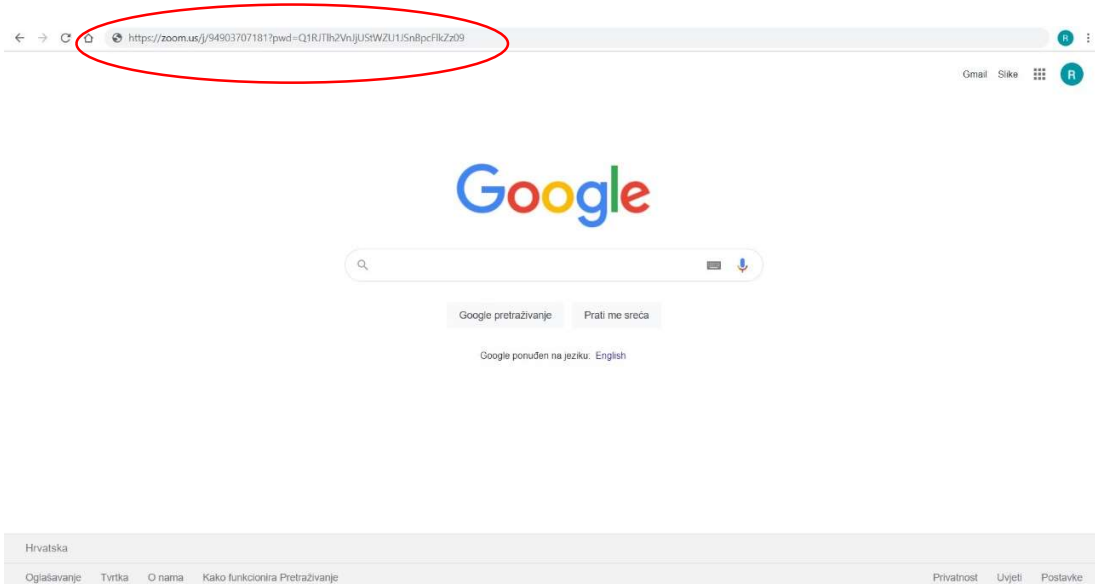 https://zoom.us/j/94903707181?pwd=Q1RJTlh2VnJjUStWZU1JSnBpcFlkZz09
R
Gmail Slike R
Google
Google pretraživanje Prati me sreća
Google ponuđen na jeziku: English
Hrvatska
Oglašavanje Tvrtka O nama Kako funkcionira Pretraživanje Privatnost Uvjeti Postavke